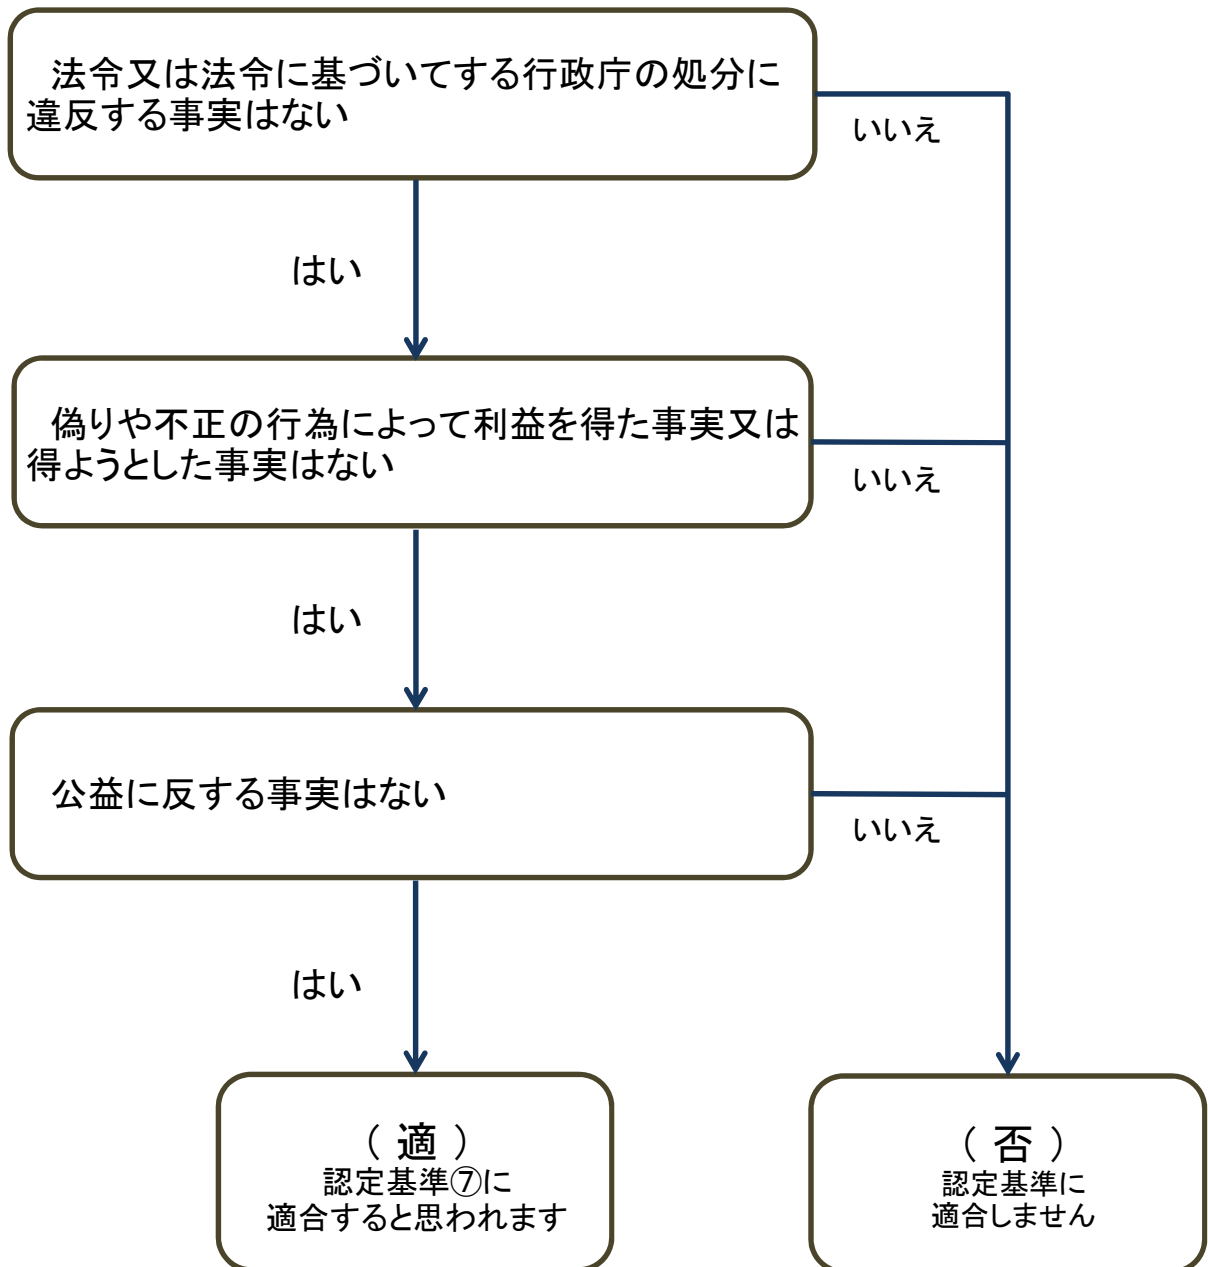 法令又は法令に基づいてする行政庁の処分に
違反する事実はない
いいえ
はい
偽りや不正の行為によって利益を得た事実又は
得ようとした事実はない
いいえ
はい
公益に反する事実はない
いいえ
はい
（ 適 ）
認定基準⑦に
適合すると思われます
（ 否 ）
認定基準に
適合しません